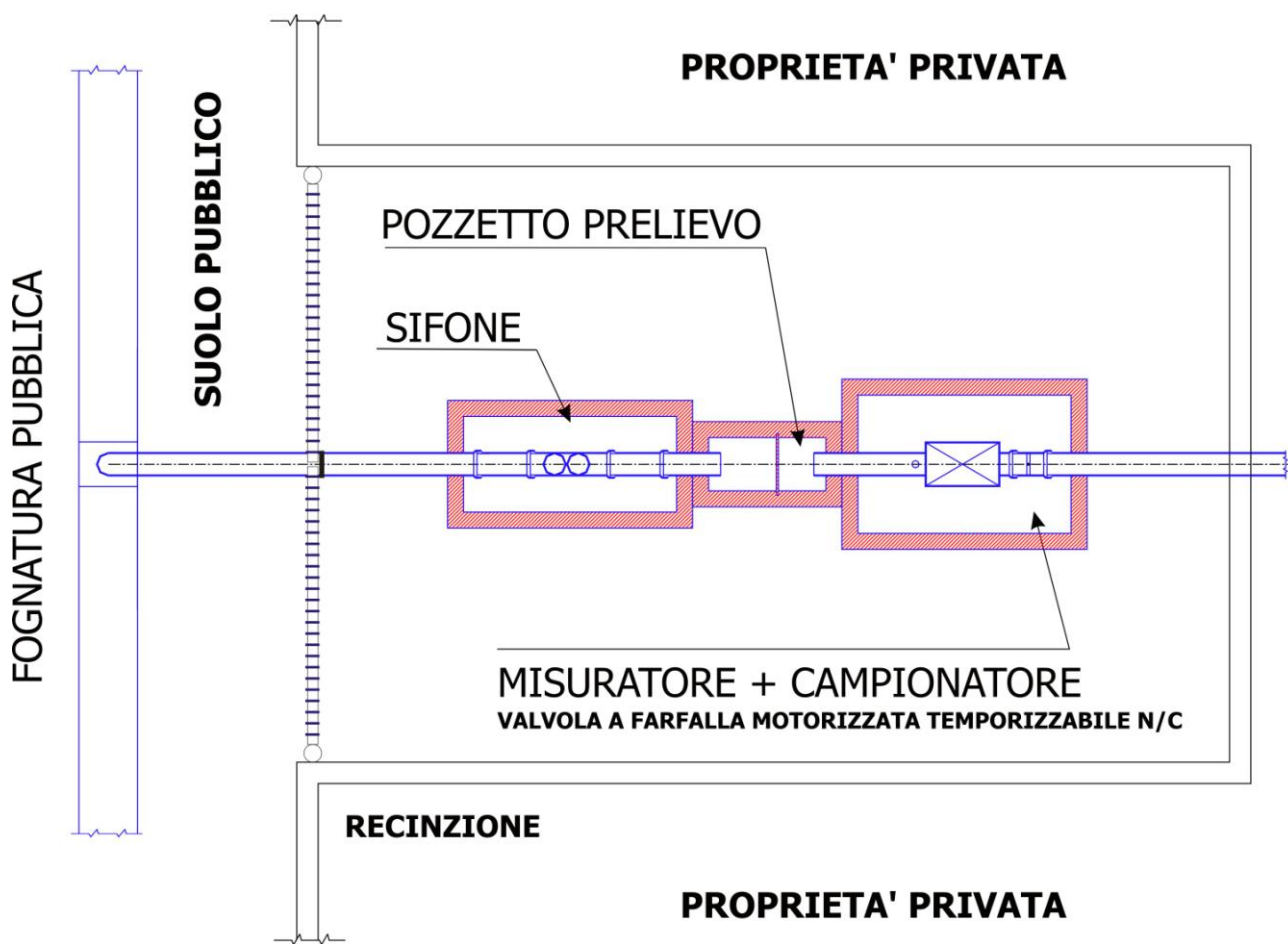 PROPRIETA' PRIVATA
SUOLO PUBBLICO
FOGNATURA PUBBLICA
POZZETTO PRELIEVO
SIFONE
MISURATORE + CAMPIONATORE
VALVOLA A FARFALLA MOTORIZZATA TEMPORIZZABILE N/C
RECINZIONE
PROPRIETA' PRIVATA